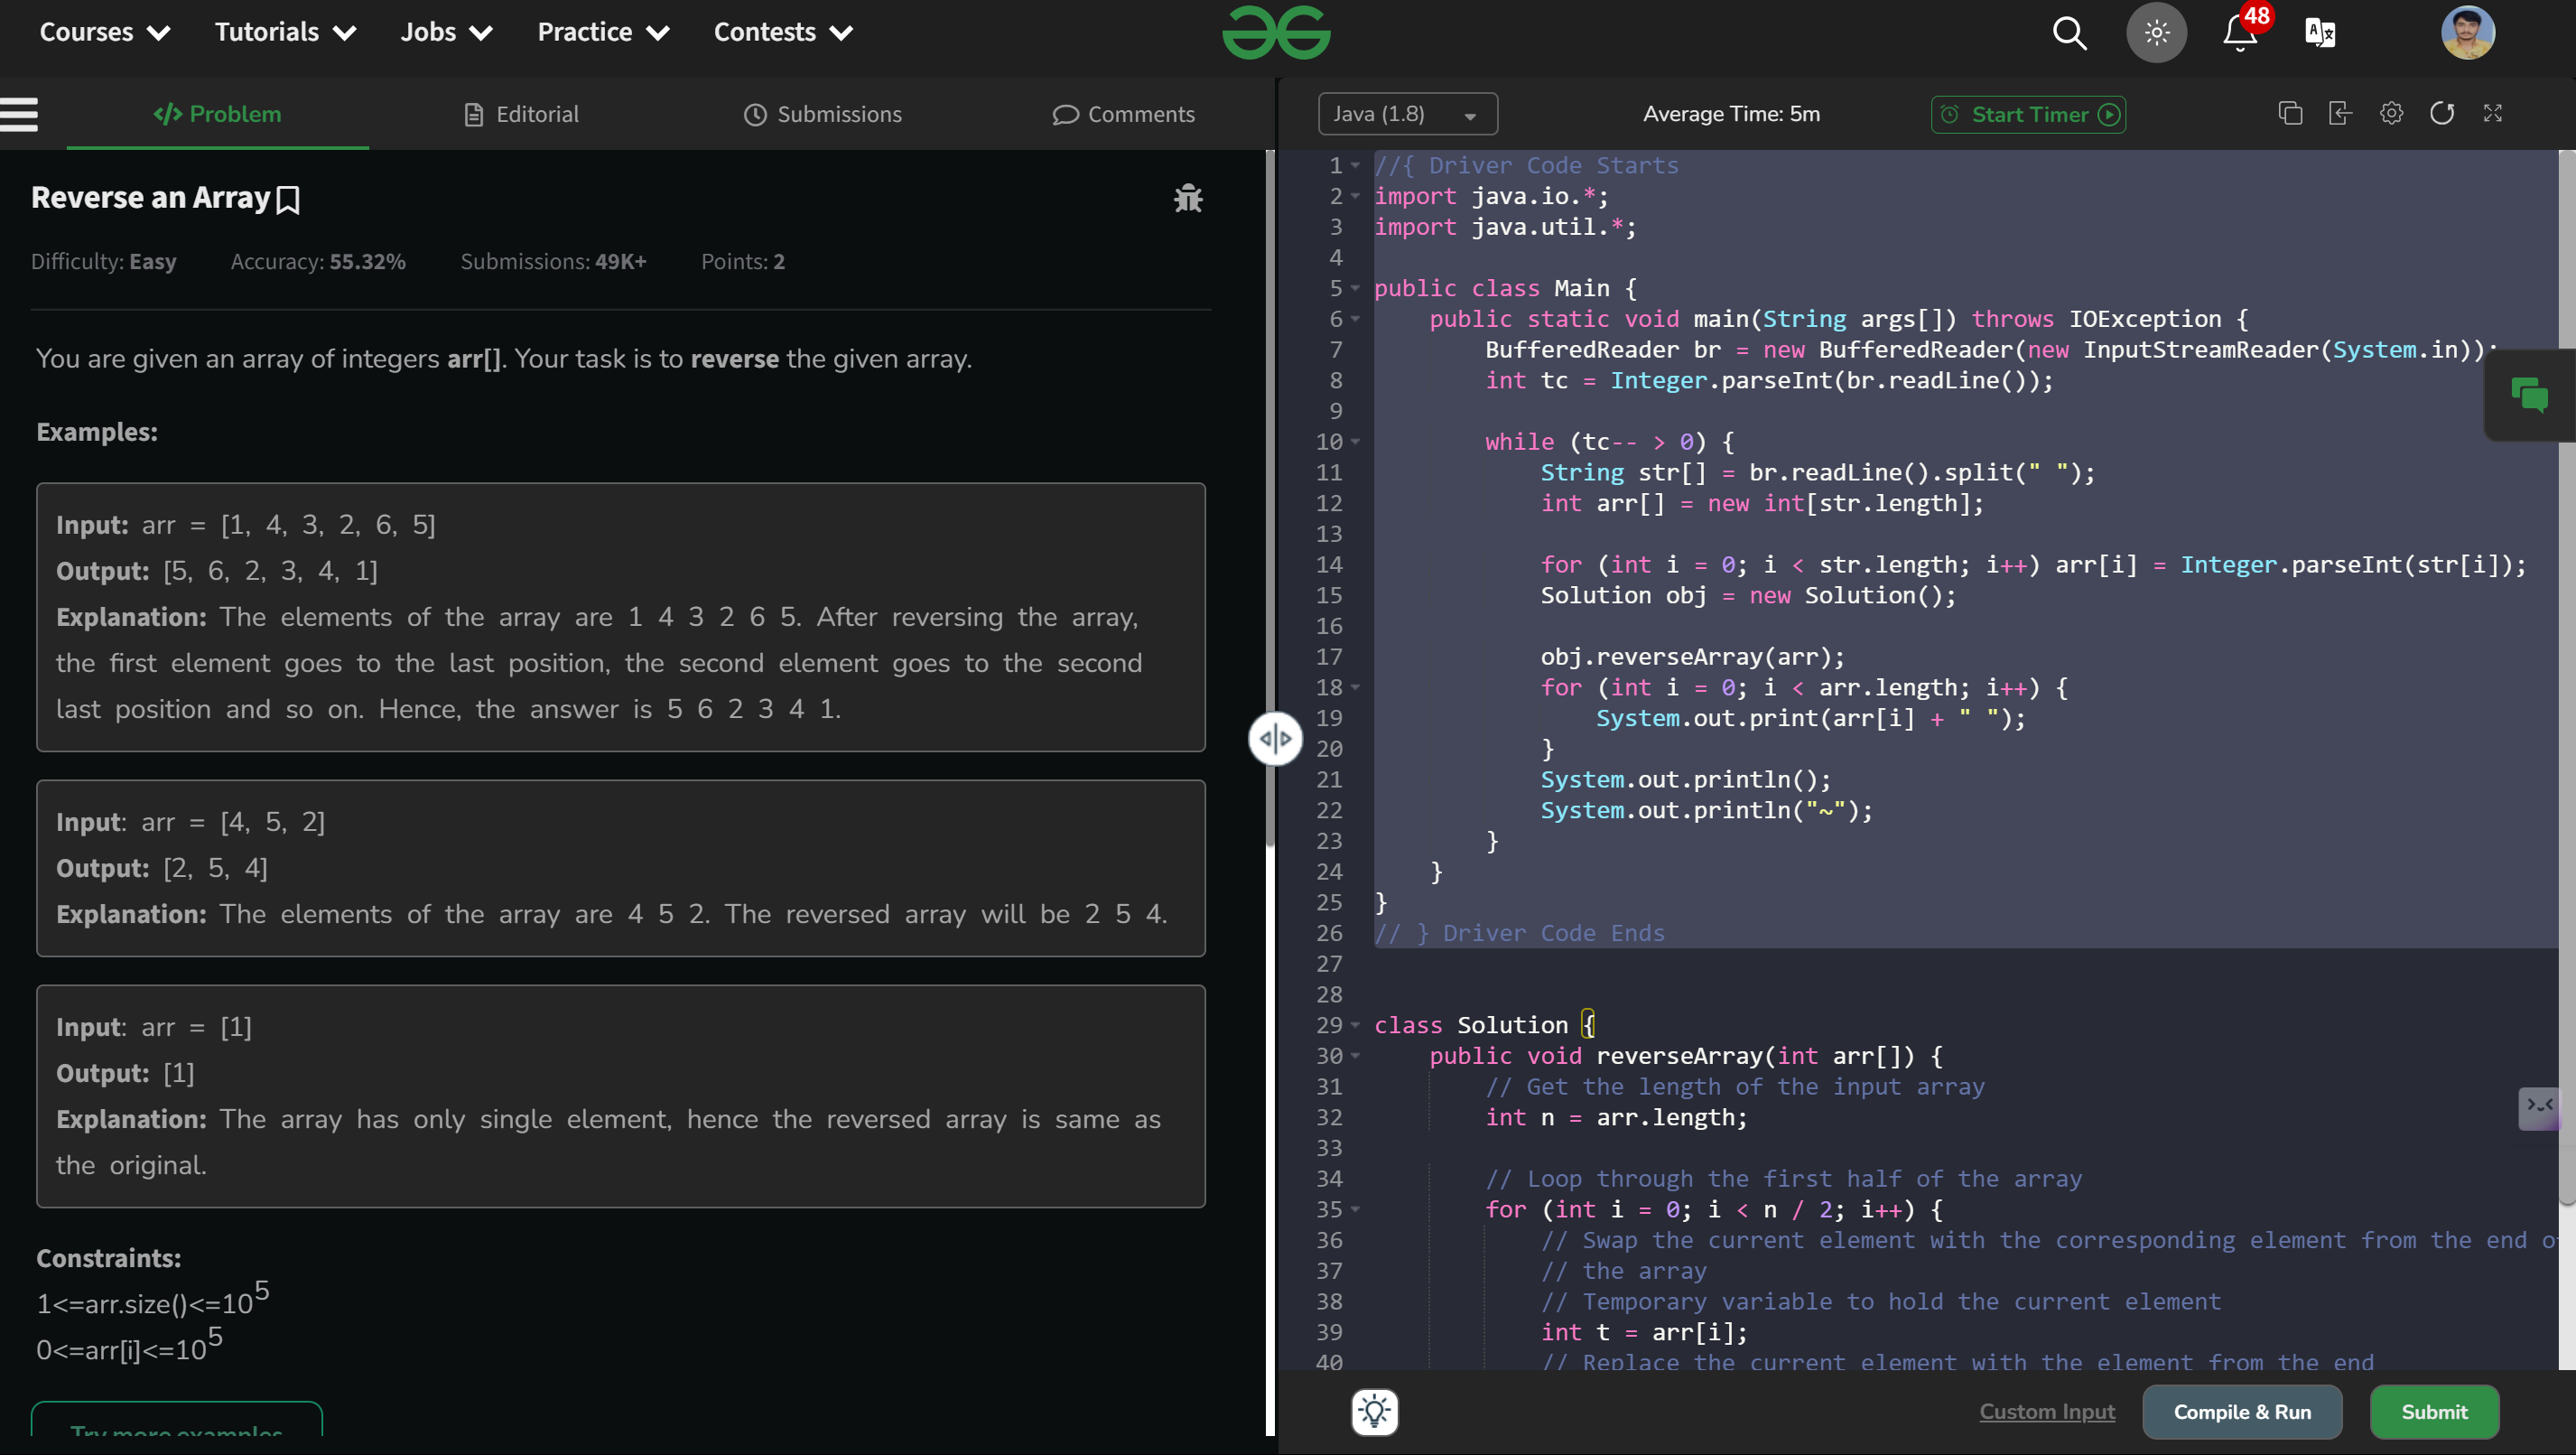 Courses Tutorials Jobs Practice Contests
48
Problem Editorial Submissions Comments
Reverse an Array
Difficulty: Easy Accuracy: 55.32% Submissions: 49K+ Points: 2
You are given an array of integers arr[]. Your task is to reverse the given array.
Examples:
Input: arr = [1, 4, 3, 2, 6, 5]
Output: [5, 6, 2, 3, 4, 1]
Explanation: The elements of the array are 1 4 3 2 6 5. After reversing the array,
the first element goes to the last position, the second element goes to the second
last position and so on. Hence, the answer is 5 6 2 3 4 1.
Input: arr = [4, 5, 2]
Output: [2, 5, 4]
Explanation: The elements of the array are 4 5 2. The reversed array will be 2 5 4.
Input: arr = [1]
Output: [1]
Explanation: The array has only single element, hence the reversed array is same as
the original.
Constraints:
1<=arr.size()<=10^5
0<=arr[i]<=10^5
Try more examples
Java (1.8) Average Time: 5m Start Timer
1 //{ Driver Code Starts
2 import java.io.*;
3 import java.util.*;
4
5 public class Main {
6     public static void main(String args[]) throws IOException {
7         BufferedReader br = new BufferedReader(new InputStreamReader(System.in));
8         int tc = Integer.parseInt(br.readLine());
9
10         while (tc-- > 0) {
11             String str[] = br.readLine().split(" ");
12             int arr[] = new int[str.length];
13
14             for (int i = 0; i < str.length; i++) arr[i] = Integer.parseInt(str[i]);
15             Solution obj = new Solution();
16
17             obj.reverseArray(arr);
18             for (int i = 0; i < arr.length; i++) {
19                 System.out.print(arr[i] + " ");
20             }
21             System.out.println();
22             System.out.println("~");
23         }
24     }
25 }
26 // } Driver Code Ends
27
28
29 class Solution {
30     public void reverseArray(int arr[]) {
31         // Get the length of the input array
32         int n = arr.length;
33
34         // Loop through the first half of the array
35         for (int i = 0; i < n / 2; i++) {
36             // Swap the current element with the corresponding element from the end
37             // the array
38             // Temporary variable to hold the current element
39             int t = arr[i];
40             // Replace the current element with the element from the end
Custom Input Compile & Run Submit